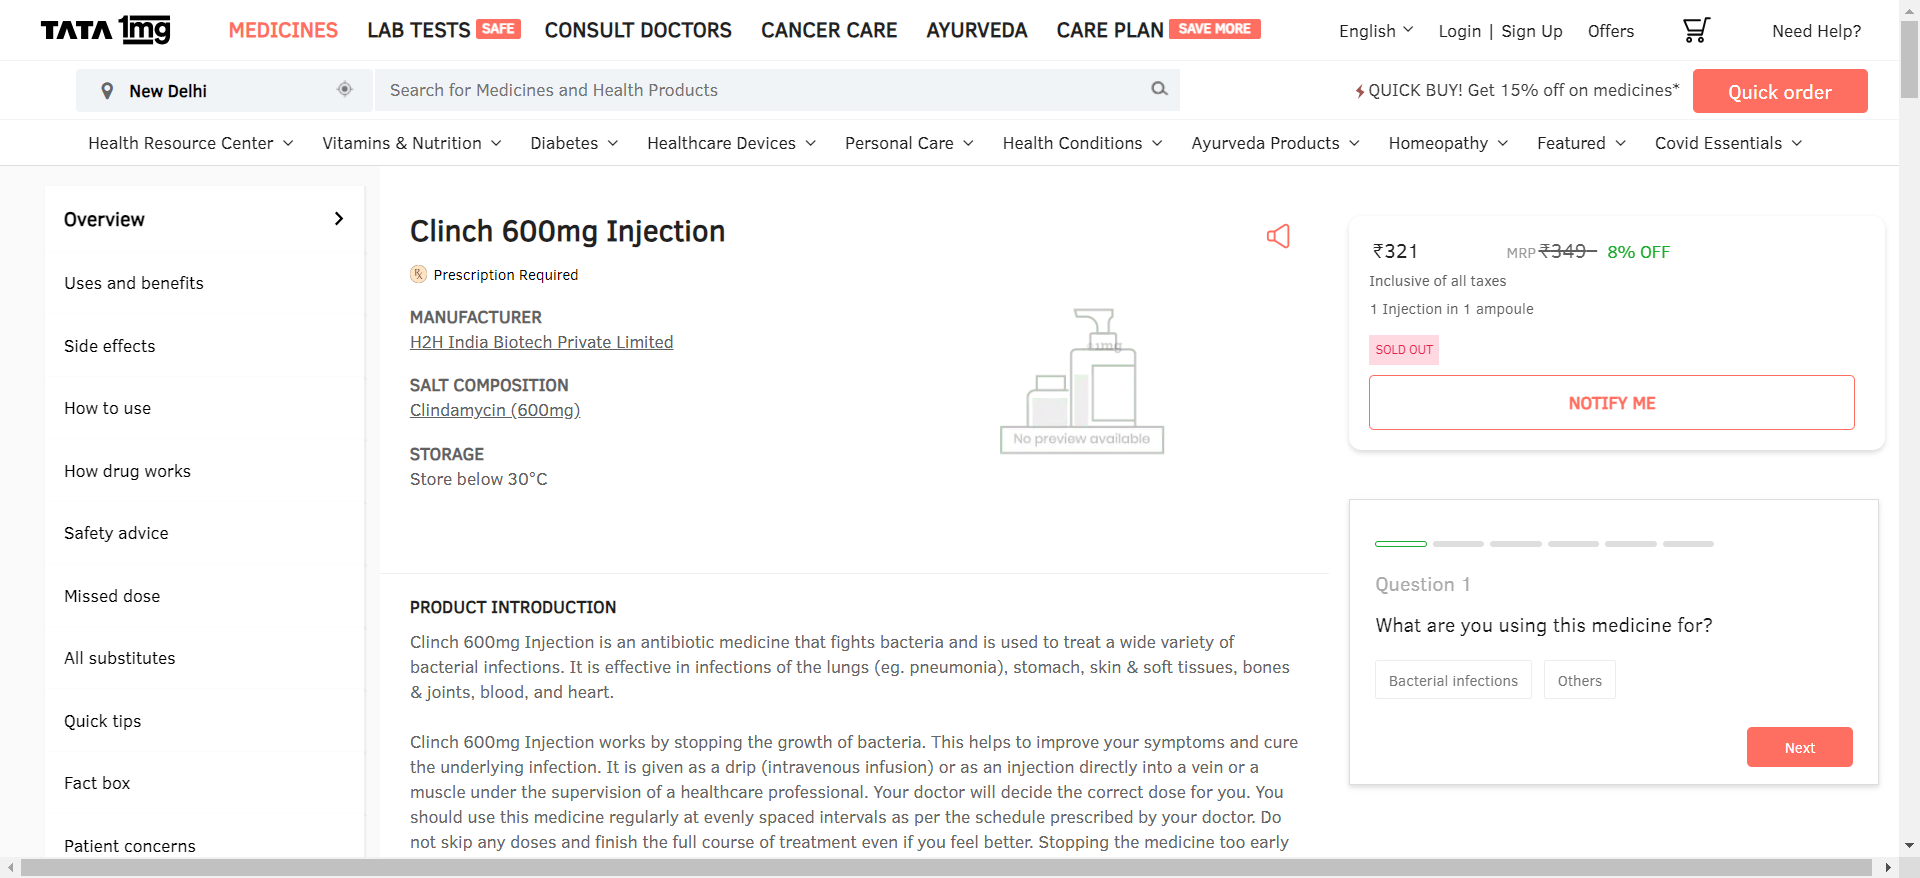 TATA 1mg
MEDICINES LAB TESTS SAFE CONSULT DOCTORS CANCER CARE AYURVEDA CARE PLAN SAVE MORE English Login | Sign Up Offers Need Help?
New Delhi Search for Medicines and Health Products QUICK BUY! Get 15% off on medicines* Quick order
Health Resource Center Vitamins & Nutrition Diabetes Healthcare Devices Personal Care Health Conditions Ayurveda Products Homeopathy Featured Covid Essentials
Overview
Uses and benefits
Side effects
How to use
How drug works
Safety advice
Missed dose
All substitutes
Quick tips
Fact box
Patient concerns
Clinch 600mg Injection
Rx Prescription Required
MANUFACTURER
H2H India Biotech Private Limited
SALT COMPOSITION
Clindamycin (600mg)
STORAGE
Store below 30°C
1mg
No preview available
PRODUCT INTRODUCTION
Clinch 600mg Injection is an antibiotic medicine that fights bacteria and is used to treat a wide variety of
bacterial infections. It is effective in infections of the lungs (eg. pneumonia), stomach, skin & soft tissues, bones
& joints, blood, and heart.
Clinch 600mg Injection works by stopping the growth of bacteria. This helps to improve your symptoms and cure
the underlying infection. It is given as a drip (intravenous infusion) or as an injection directly into a vein or a
muscle under the supervision of a healthcare professional. Your doctor will decide the correct dose for you. You
should use this medicine regularly at evenly spaced intervals as per the schedule prescribed by your doctor. Do
not skip any doses and finish the full course of treatment even if you feel better. Stopping the medicine too early
₹321 MRP ₹349 8% OFF
Inclusive of all taxes
1 Injection in 1 ampoule
SOLD OUT
NOTIFY ME
Question 1
What are you using this medicine for?
Bacterial infections Others
Next